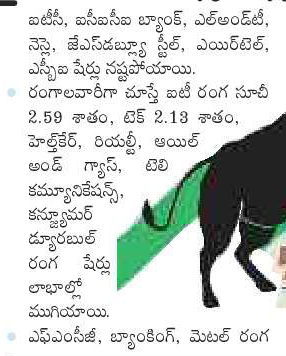 ఐటీసీ, ఐసీఐసీఐ బ్యాంక్, ఎల్అండ్‌టీ,
నెస్లె, జేఎస్‌డబ్ల్యూ స్టీల్, ఎయిర్‌టెల్,
ఎస్బీఐ షేర్లు నష్టపోయాయి.
రంగాలవారీగా చూస్తే ఐటీ రంగ సూచీ
2.59 శాతం, టెక్ 2.13 శాతం,
హెల్త్‌కేర్, రియల్టీ, ఆయిల్
అండ్ గ్యాస్, టెలి
కమ్యూనికేషన్స్,
కన్జ్యూమర్
డ్యూరబుల్
రంగ షేర్లు
లాభాల్లో
ముగియాయి.
ఎఫ్ఎంసీజీ, బ్యాంకింగ్, మెటల్ రంగ